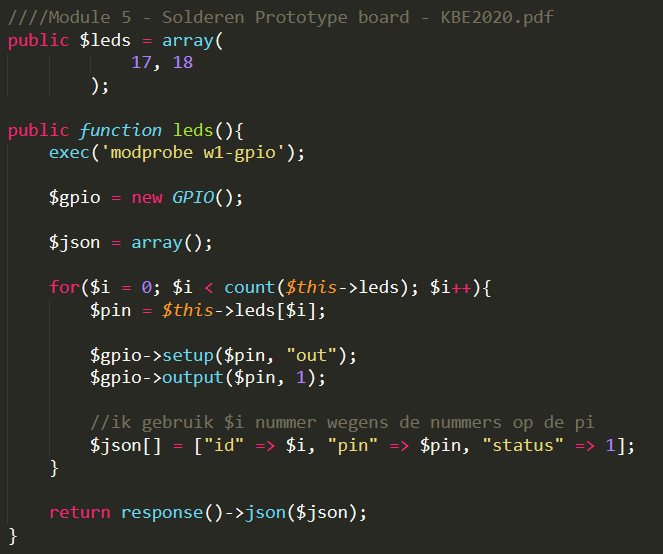 ////Module 5 - Solderen Prototype board - KBE2020.pdf
public $leds = array(
            17, 18
        );

public function leds(){
    exec('modprobe w1-gpio');

    $gpio = new GPIO();

    $json = array();

    for($i = 0; $i < count($this->leds); $i++){
        $pin = $this->leds[$i];

        $gpio->setup($pin, "out");
        $gpio->output($pin, 1);

        //ik gebruik $i nummer wegens de nummers op de pi
        $json[] = ["id" => $i, "pin" => $pin, "status" => 1];
    }

    return response()->json($json);
}